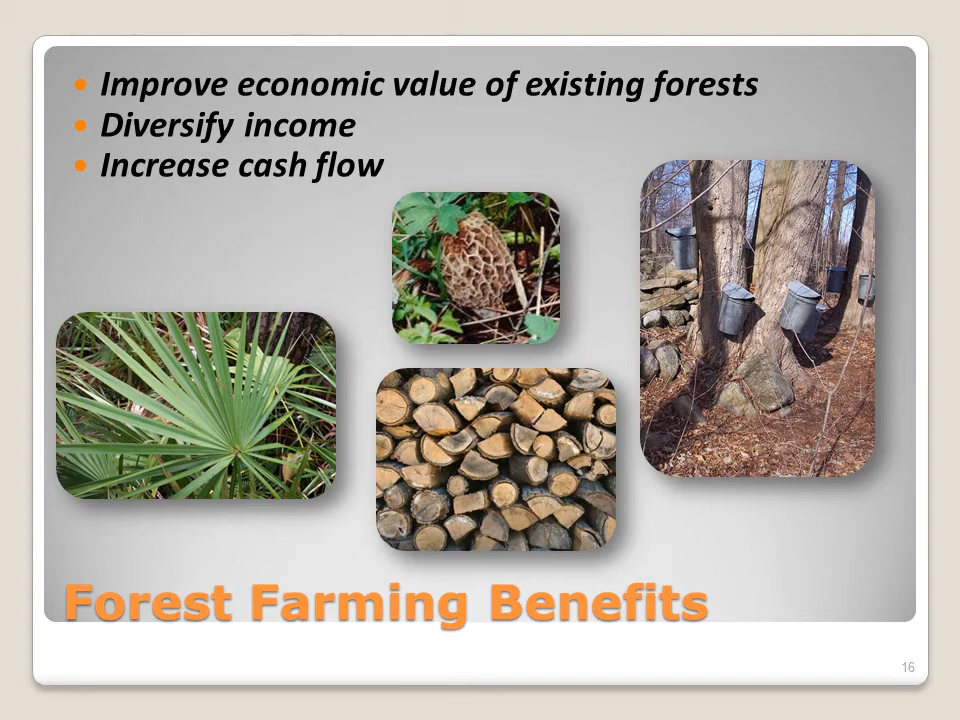 Improve economic value of existing forests
Diversify income
Increase cash flow
Forest Farming Benefits
16